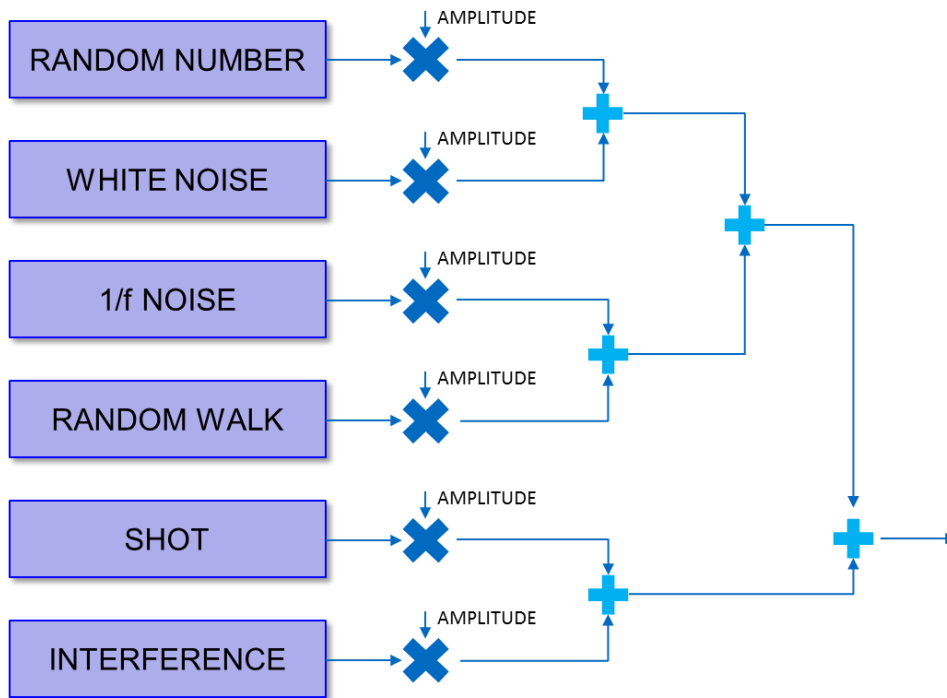 AMPLITUDE
RANDOM NUMBER
AMPLITUDE
WHITE NOISE
AMPLITUDE
1/f NOISE
AMPLITUDE
RANDOM WALK
AMPLITUDE
SHOT
AMPLITUDE
INTERFERENCE